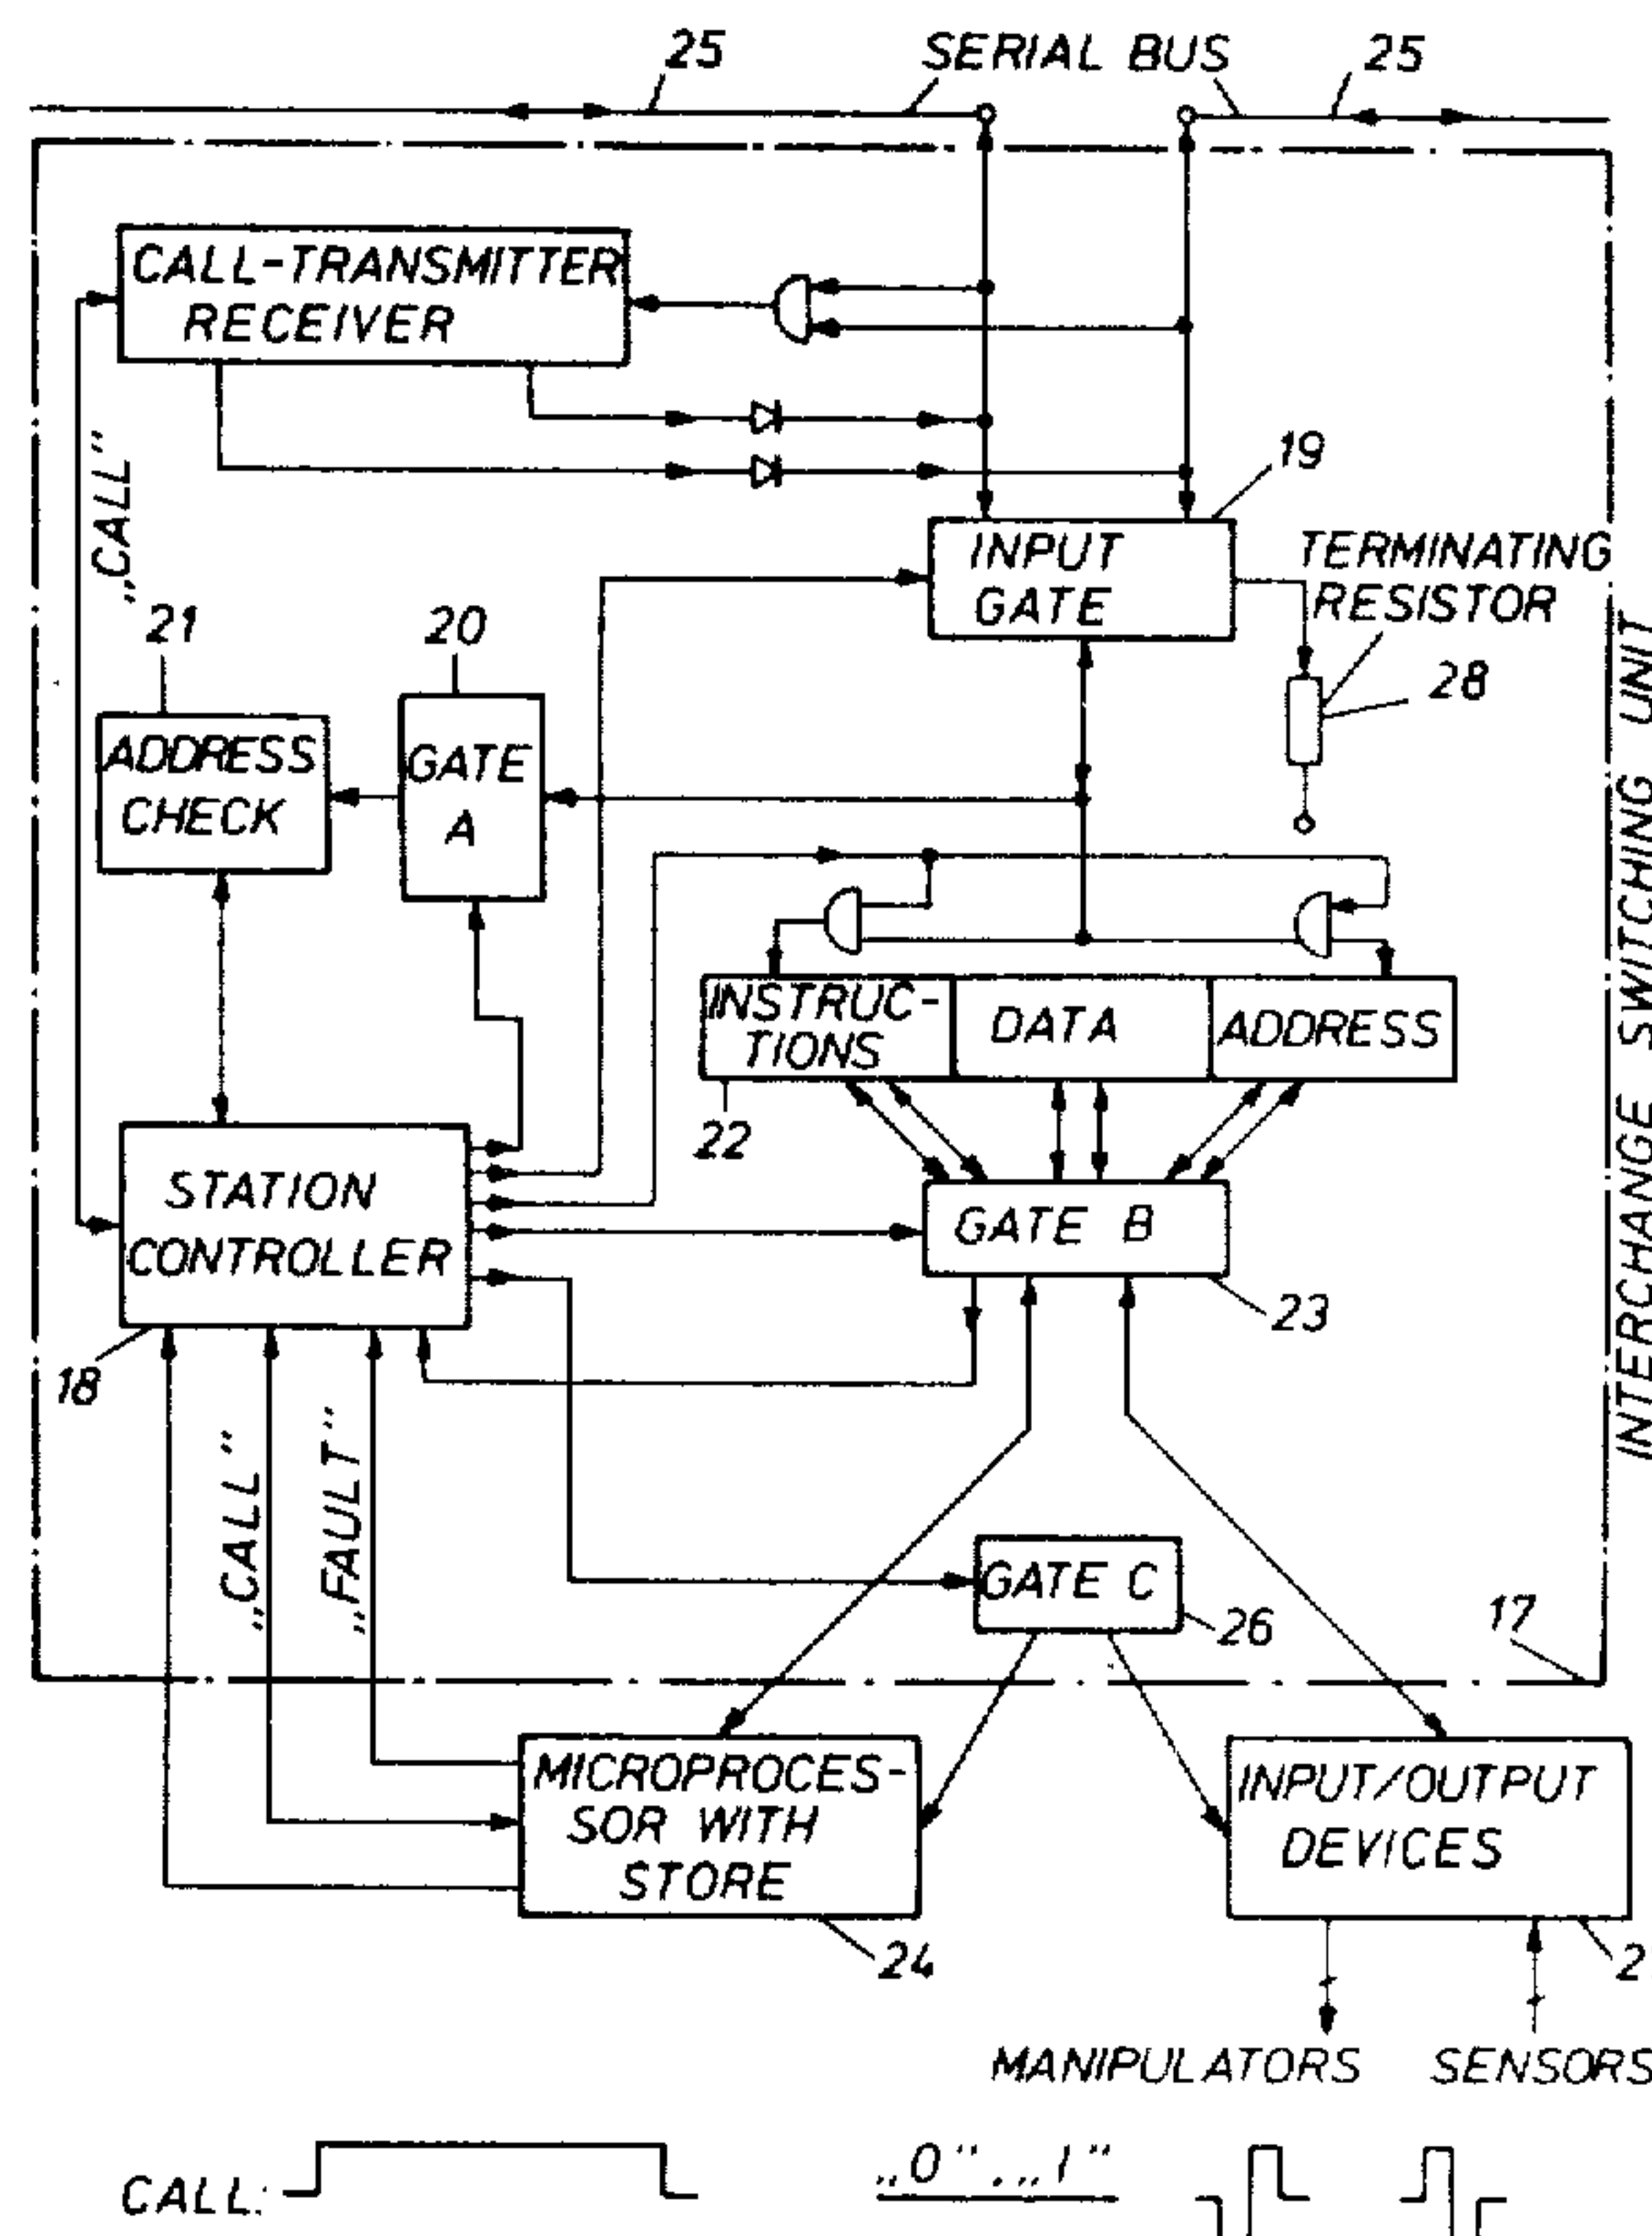 25
SERIAL BUS
25
CALL-TRANSMITTER
RECEIVER
„CALL”
19
INPUT
GATE
TERMINATING
RESISTOR
28
21
20
ADDRESS
CHECK
GATE
A
INTERCHANGE SWITCHING UNIT
INSTRUC-
TIONS
DATA
ADDRESS
22
STATION
CONTROLLER
GATE B
23
18
„CALL”
„FAULT”
GATE C
26
17
MICROPROCES-
SOR WITH
STORE
INPUT/OUTPUT
DEVICES
24
2
MANIPULATORS
SENSORS
CALL:
„0”, „1”